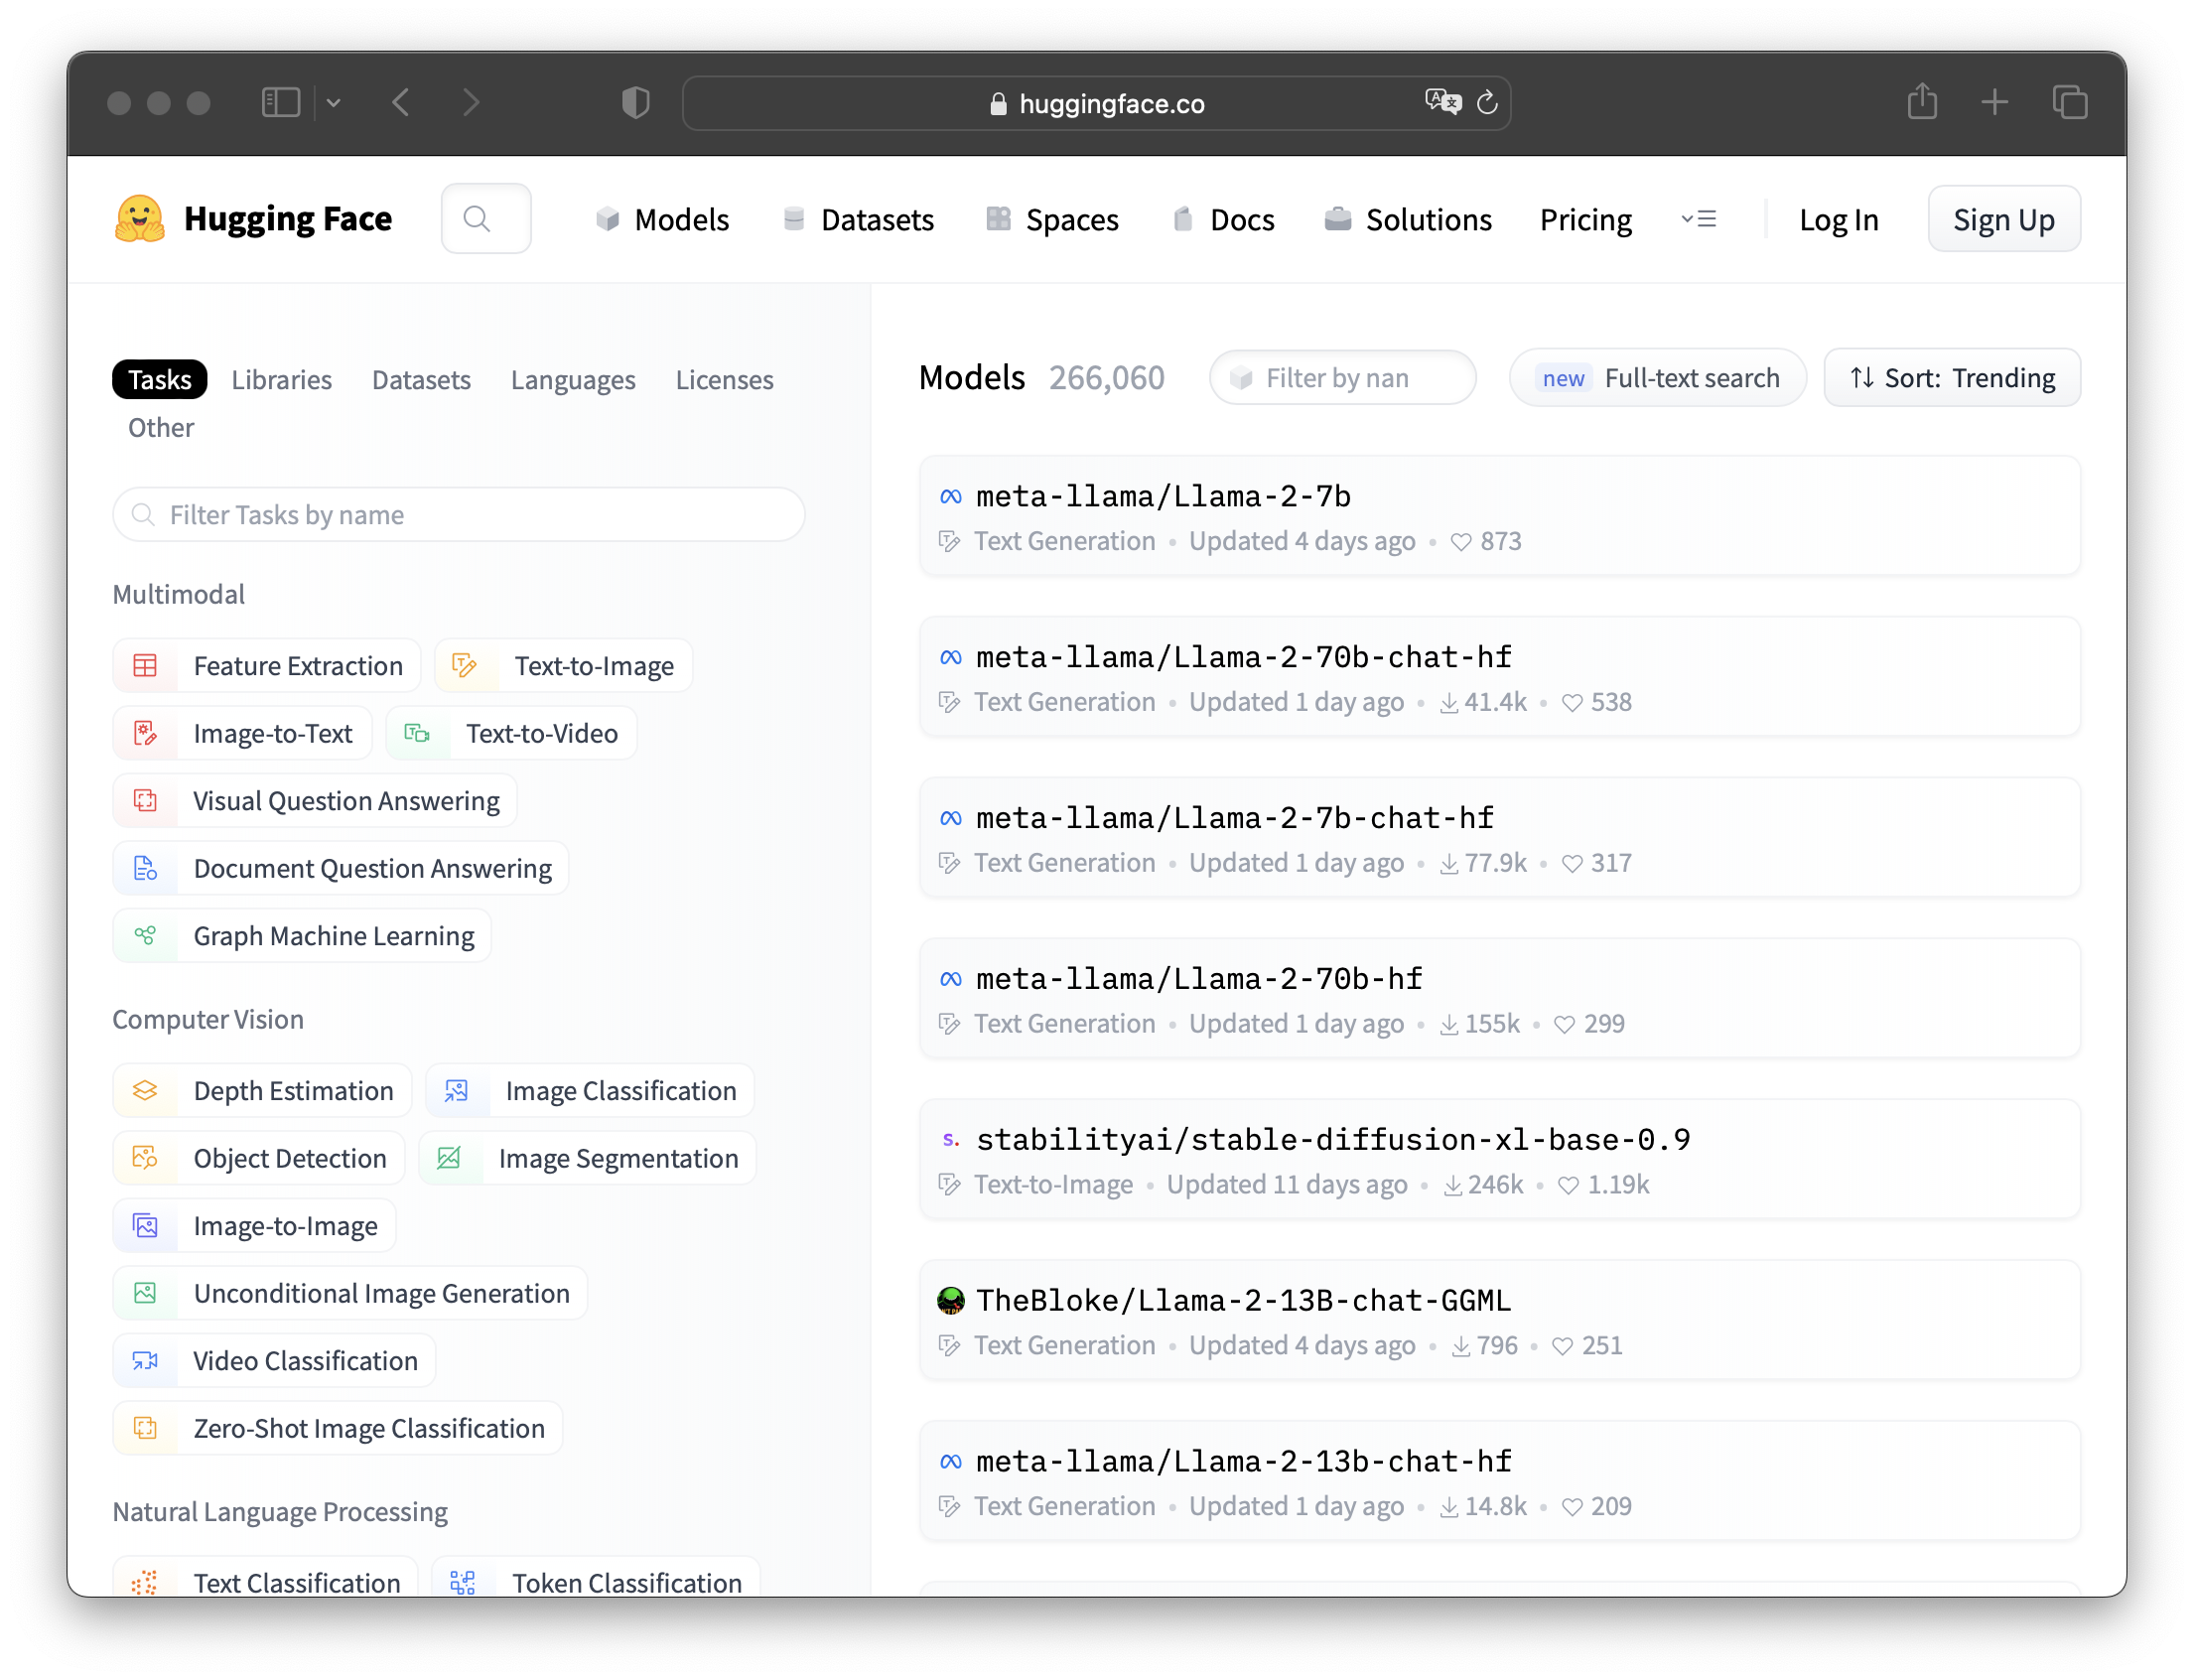 huggingface.co
Hugging Face
Models
Datasets
Spaces
Docs
Solutions
Pricing
Log In
Sign Up
Tasks Libraries Datasets Languages Licenses
Other
Filter Tasks by name
Multimodal
Feature Extraction Text-to-Image
Image-to-Text Text-to-Video
Visual Question Answering
Document Question Answering
Graph Machine Learning
Computer Vision
Depth Estimation Image Classification
Object Detection Image Segmentation
Image-to-Image
Unconditional Image Generation
Video Classification
Zero-Shot Image Classification
Natural Language Processing
Text Classification Token Classification
Models 266,060 Filter by nan new Full-text search Sort: Trending
meta-llama/Llama-2-7b
Text Generation • Updated 4 days ago • 873
meta-llama/Llama-2-70b-chat-hf
Text Generation • Updated 1 day ago • 41.4k • 538
meta-llama/Llama-2-7b-chat-hf
Text Generation • Updated 1 day ago • 77.9k • 317
meta-llama/Llama-2-70b-hf
Text Generation • Updated 1 day ago • 155k • 299
s. stabilityai/stable-diffusion-xl-base-0.9
Text-to-Image • Updated 11 days ago • 246k • 1.19k
TheBloke/Llama-2-13B-chat-GGML
Text Generation • Updated 4 days ago • 796 • 251
meta-llama/Llama-2-13b-chat-hf
Text Generation • Updated 1 day ago • 14.8k • 209